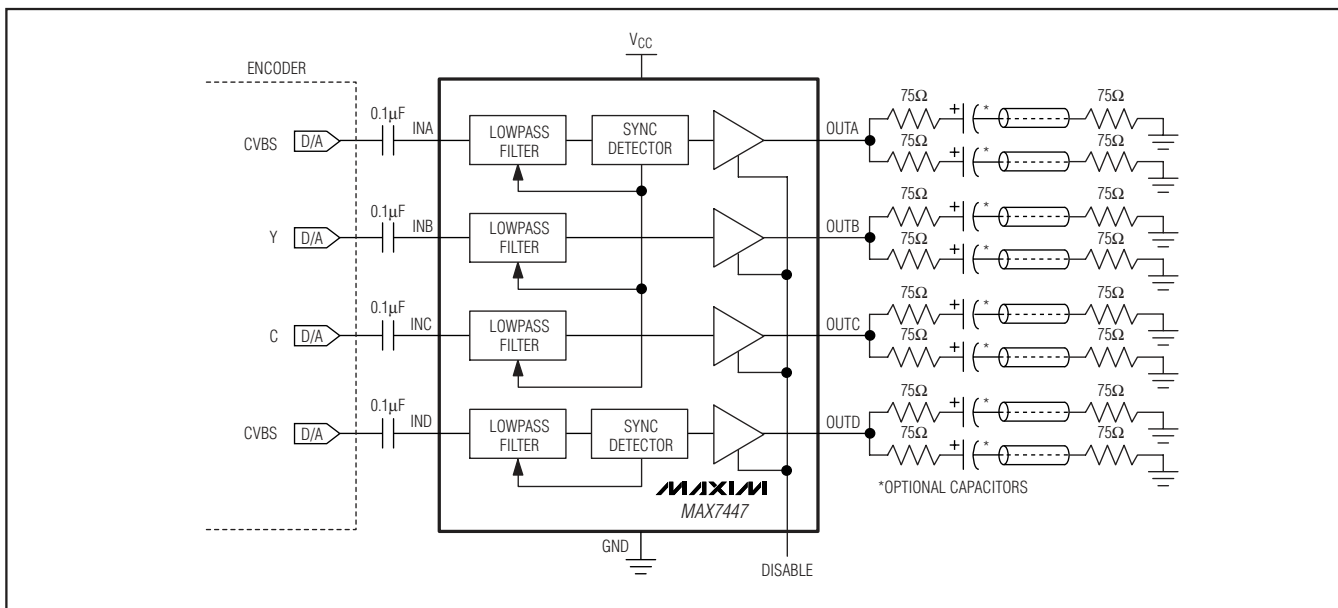 VCC
ENCODER
0.1µF
INA
CVBS
D/A
LOWPASS
FILTER
SYNC
DETECTOR
OUTA
75Ω
+
*
75Ω
75Ω
+
*
75Ω
0.1µF
INB
Y
D/A
LOWPASS
FILTER
OUTB
75Ω
+
*
75Ω
75Ω
+
*
75Ω
0.1µF
INC
C
D/A
LOWPASS
FILTER
OUTC
75Ω
+
*
75Ω
75Ω
+
*
75Ω
0.1µF
IND
CVBS
D/A
LOWPASS
FILTER
SYNC
DETECTOR
OUTD
75Ω
+
*
75Ω
75Ω
+
*
75Ω
*OPTIONAL CAPACITORS
MAXIM
MAX7447
GND
DISABLE